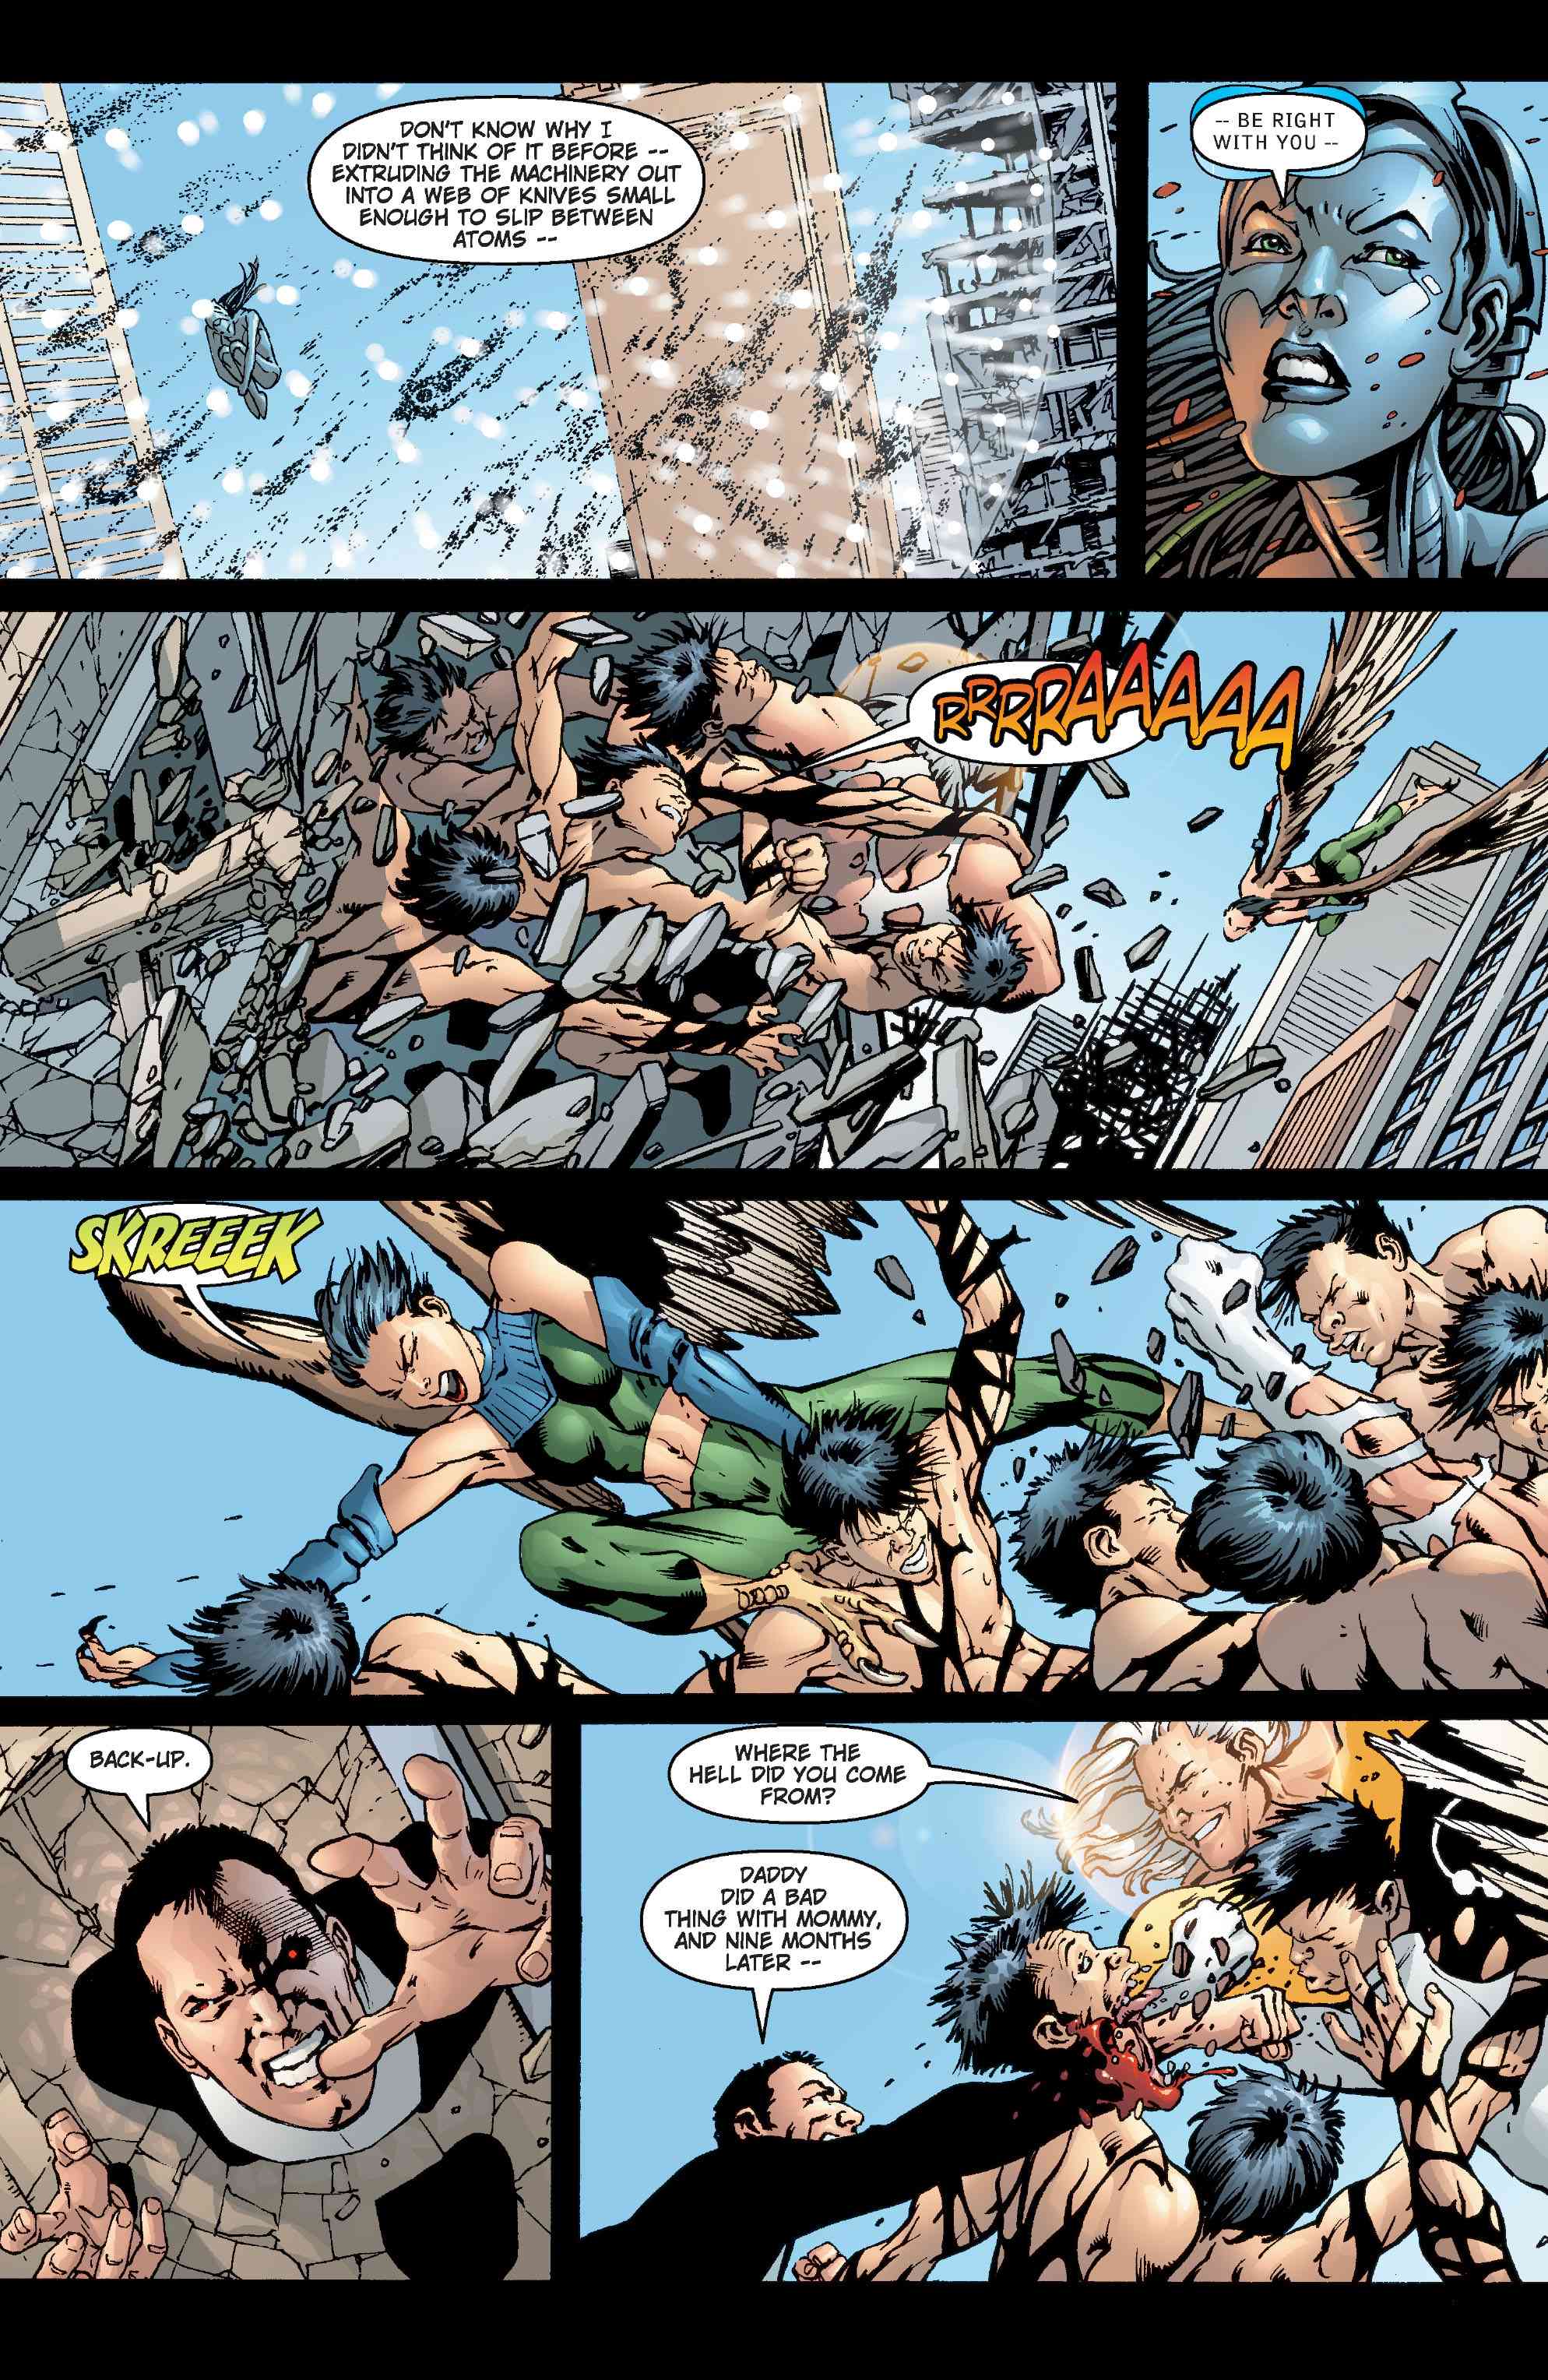 DON'T KNOW WHY I
DIDN'T THINK OF IT BEFORE --
EXTRUDING THE MACHINERY OUT
INTO A WEB OF KNIVES SMALL
ENOUGH TO SLIP BETWEEN
ATOMS --
-- BE RIGHT
WITH YOU --
RRRRAAAAAA
SKREEEK
BACK-UP.
WHERE THE
HELL DID YOU COME
FROM?
DADDY
DID A BAD
THING WITH MOMMY,
AND NINE MONTHS
LATER --